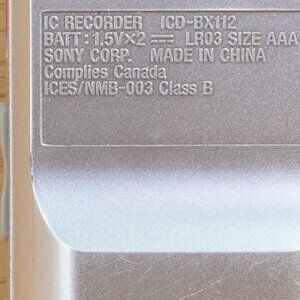 IC RECORDER ICD-BX112
BATT: 1.5V×2 ⎓ LR03 SIZE AAA
SONY CORP. MADE IN CHINA
Complies Canada
ICES/NMB-003 Class B